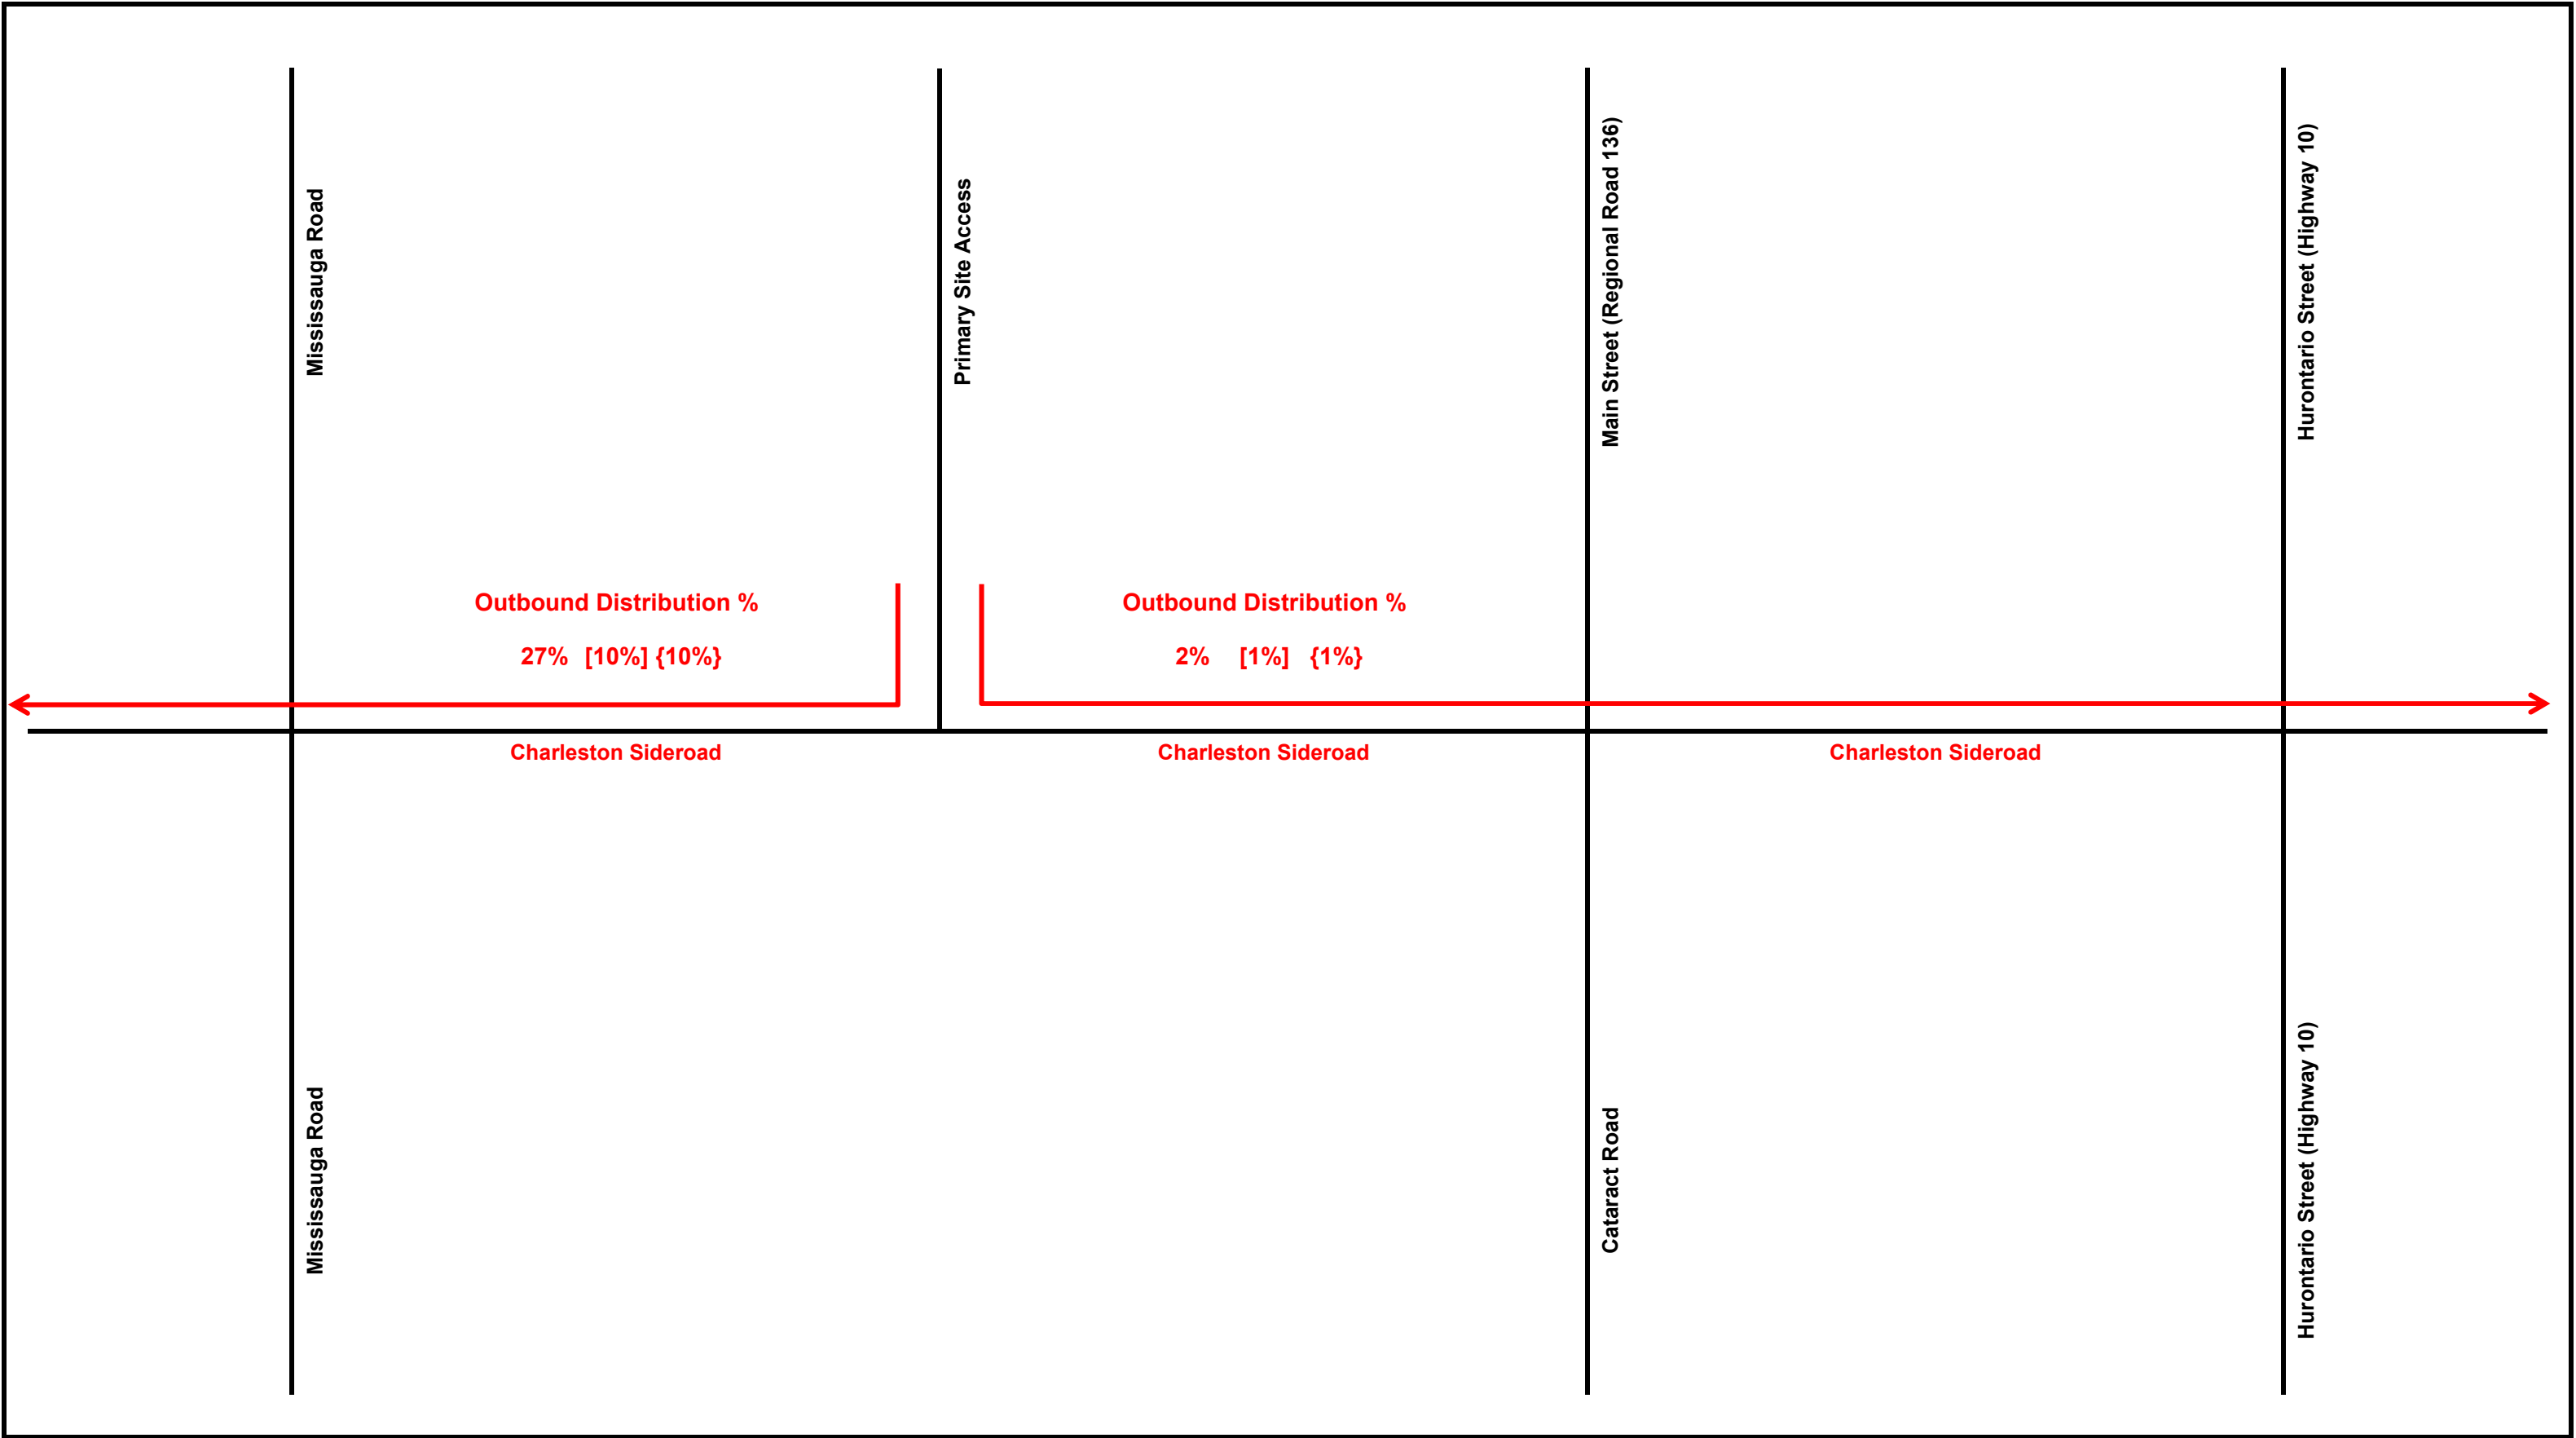 Mississauga Road
Primary Site Access
Main Street (Regional Road 136)
Hurontario Street (Highway 10)
Outbound Distribution %
27% [10%] {10%}
Outbound Distribution %
2% [1%] {1%}
Charleston Sideroad
Charleston Sideroad
Charleston Sideroad
Mississauga Road
Cataract Road
Hurontario Street (Highway 10)